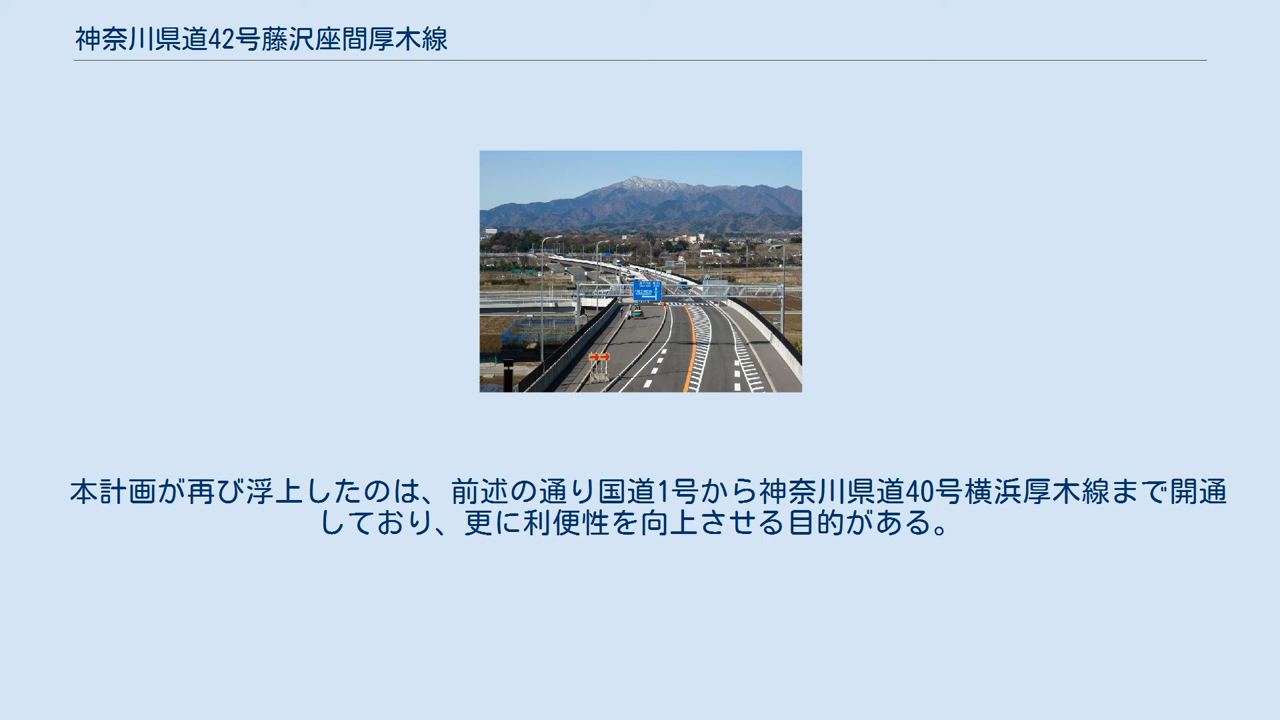 神奈川県道42号藤沢座間厚木線
本計画が再び浮上したのは、前述の通り国道1号から神奈川県道40号横浜厚木線まで開通
しており、更に利便性を向上させる目的がある。